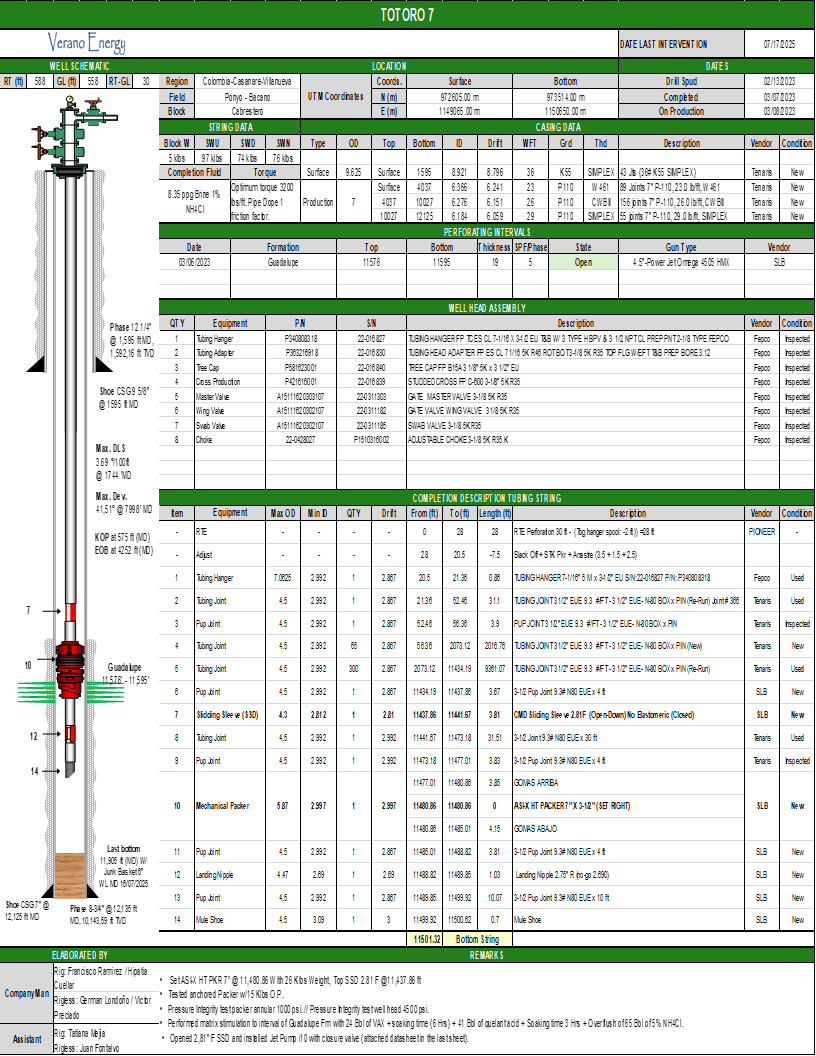 TOTORO 7
Verano Energy
DATE LAST INTERVENTION 07/17/2025
WELL SCHEMATIC LOCATION DATES
RT (ft) 588 GL (ft) 558 RT-GL 30 Region Colombia-Casanare-Villanueva UTM Coordinates Coords. Surface Bottom Drill Spud 02/13/2023
Field Ponyo - Bacano N (m) 972605.00 m 973514.00 m Completed 03/07/2023
Block Cabrestero E (m) 1149065.00 m 1150650.00 m On Production 03/08/2023
STRING DATA CASING DATA
Block W SWU SWD SWN Type OD Top Bottom ID Drift WFT Grd Thd Description Vendor Condition
5 klbs 97 klbs 74 klbs 76 klbs
Completion Fluid Torque Surface 9.625 Surface 1595 8.921 8.796 36 K55 SIMPLEX 43 Jts (36# K55 SIMPLEX) Tenaris New
8.35 ppg Brine 1% NH4Cl Optimum torque 3200 lbs/ft. Pipe Dope 1 friction factor. Production 7 Surface 4037 6.366 6.241 23 P110 W461 89 Joints 7" P-110, 23.0 lb/ft, W461 Tenaris New
4037 10027 6.276 6.151 26 P110 CWBII 156 joints 7" P-110, 26.0 lb/ft, CWBII Tenaris New
10027 12125 6.184 6.059 29 P110 SIMPLEX 55 joints 7" P-110, 29.0 lb/ft, SIMPLEX Tenaris New
PERFORATING INTERVALS
Date Formation Top Bottom Thickness SPF/Phase State Gun Type Vendor
03/06/2023 Guadalupe 11576 11595 19 5 Open 4.5"-Power Jet Omega 4505 HMX SLB
WELL HEAD ASSEMBLY
QTY Equipment P/N S/N Description Vendor Condition
1 Tubing Hanger P340808318 22-016827 TUBING HANGER FP TC ES CL 7-1/16 X 3-1/2 EU T&B W/ 3 TYPE H BPV & 3 1/2 NPT CL PREP PNT 2-1/8 TYPE FEPCO Fepco Inspected
2 Tubing Adapter P363216918 22-016830 TUBING HEAD ADAPTER FP ES CL 7 1/16 5K R46 ROT BOT 3-1/8 5K R35 TOP FLG W-EFT T&B PREP BORE 3.12 Fepco Inspected
3 Tree Cap P581623001 22-016840 TREE CAP FP B15A 3 1/8" 5K x 3 1/2" EU Fepco Inspected
4 Cross Production P421616001 22-016839 STUDDED CROSS FP C-600 3-1/8" 5K R35 Fepco Inspected
5 Master Valve A15111620303107 22-0311303 GATE MASTER VALVE 3-1/8 5K R35 Fepco Inspected
6 Wing Valve A15111620302107 22-0311182 GATE VALVE WING VALVE 3 1/8 5K R35 Fepco Inspected
7 Swab Valve A15111620302107 22-0311185 SWAB VALVE 3-1/8 5K R35 Fepco Inspected
8 Choke 22-0428027 P1510316002 ADJUSTABLE CHOKE 3-1/8 5K R35 K Fepco Inspected
Phase 12 1/4"
@ 1,595 ft MD,
1,592,16 ft TVD
Shoe CSG 9 5/8"
@ 1595 ft MD
Max. DLS
3.69 °/100ft
@ 1744 'MD
Max. Dev.
41,51° @ 7998' MD
KOP at 575 ft (MD)
EOB at 4252 ft (MD)
7
10
Guadalupe
11,576' - 11,595'
12
14
Last bottom
11,905 ft (MD) W/
Junk Basket 6"
WL MD 16/07/2025
Shoe CSG 7" @
12,125 ft MD
Phase 8-3/4" @ 12,135 ft
MD, 10,143,59 ft TVD
COMPLETION DESCRIPTION TUBING STRING
Item Equipment Max OD Min ID QTY Drift From (ft) To (ft) Length (ft) Description Vendor Condition
- RTE - - - - 0 28 28 RTE Perforation 30 ft - (Tbg hanger spool: -2 ft)) =28 ft PIONEER -
- Adjust - - - - 28 20.5 -7.5 Slack Off + STK Pkr + Arrastre (3.5 + 1.5 + 2.5)
1 Tubing Hanger 7.0625 2.992 1 2.867 20.5 21.36 0.86 TUBING HANGER 7-1/16" 5 M x 3-1/2" EU S/N:22-016827 P/N: P340808318 Fepco Used
2 Tubing Joint 4.5 2.992 1 2.867 21.36 52.46 31.1 TUBING JOINT 3 1/2" EUE 9.3 #/FT - 3 1/2" EUE- N-80 BOX x PIN (Re-Run) Joint # 366 Tenaris Used
3 Pup Joint 4.5 2.992 1 2.867 52.46 56.36 3.9 PUP JOINT 3 1/2" EUE 9.3 #/FT - 3 1/2" EUE- N-80 BOX x PIN Tenaris Inspected
4 Tubing Joint 4.5 2.992 65 2.867 56.36 2073.12 2016.76 TUBING JOINT 3 1/2" EUE 9.3 #/FT - 3 1/2" EUE- N-80 BOX x PIN (New) Tenaris New
5 Tubing Joint 4.5 2.992 300 2.867 2073.12 11434.19 9361.07 TUBING JOINT 3 1/2" EUE 9.3 #/FT - 3 1/2" EUE- N-80 BOX x PIN (Re-Run) Tenaris Used
6 Pup Joint 4.5 2.992 1 2.867 11434.19 11437.86 3.67 3-1/2 Pup Joint 9.3# N80 EUE x 4 ft SLB New
7 Slidding Sleeve (SSD) 4.3 2.812 1 2.81 11437.86 11441.67 3.81 CMD Sliding Sleeve 2.81F (Open-Down) No Elastomeric (Closed) SLB New
8 Tubing Joint 4.5 2.992 1 2.992 11441.67 11473.18 31.51 3-1/2 Joint 9.3# N80 EUE x 30 ft Tenaris Used
9 Pup Joint 4.5 2.992 1 2.992 11473.18 11477.01 3.83 3-1/2 Pup Joint 9.3# N80 EUE x 4 ft Tenaris Inspected
11477.01 11480.86 3.85 GOMAS ARRIBA
10 Mechanical Packer 5.87 2.997 1 2.997 11480.86 11480.86 0 ASI-X HT PACKER 7" X 3-1/2" (SET RIGHT) SLB New
11480.86 11485.01 4.15 GOMAS ABAJO
11 Pup Joint 4.5 2.992 1 2.867 11485.01 11488.82 3.81 3-1/2 Pup Joint 9.3# N80 EUE x 4 ft SLB New
12 Landing Nipple 4.47 2.69 1 2.69 11488.82 11489.85 1.03 Landing Nipple 2.75" R (no-go 2.690) SLB New
13 Pup Joint 4.5 2.992 1 2.867 11489.85 11499.92 10.07 3-1/2 Pup Joint 9.3# N80 EUE x 10 ft SLB New
14 Mule Shoe 4.5 3.09 1 3 11499.92 11500.62 0.7 Mule Shoe SLB New
11501.32 Bottom String
ELABORATED BY REMARKS
Company Man
Rig: Francisco Ramirez / Hipatia
Cuellar
Rigless: German Londoño / Victor
Preciado
Assistant
Rig: Tatiana Mejia
Rigless: Juan Fontalvo
• Set ASI-X HT PKR 7" @ 11,480.86 With 26 Klbs Weight, Top SSD 2.81 F @11,437.86 ft
• Tested anchored Packer w/15 Klbs O.P.
• Pressure Integrity test packer annular 1000 psi. // Pressure Integrity test well head 4500 psi.
• Performed matrix stimulation to interval of Guadalupe Fm with 24 Bbl of VAX + soaking time (6 Hrs) + 41 Bbl of quelant acid + Soaking time 3 Hrs + Overflush of 65 Bbl of 5% NH4Cl.
• Opened 2,81" F SSD and installed Jet Pump i10 with closure valve (attached datasheet in the last sheet).